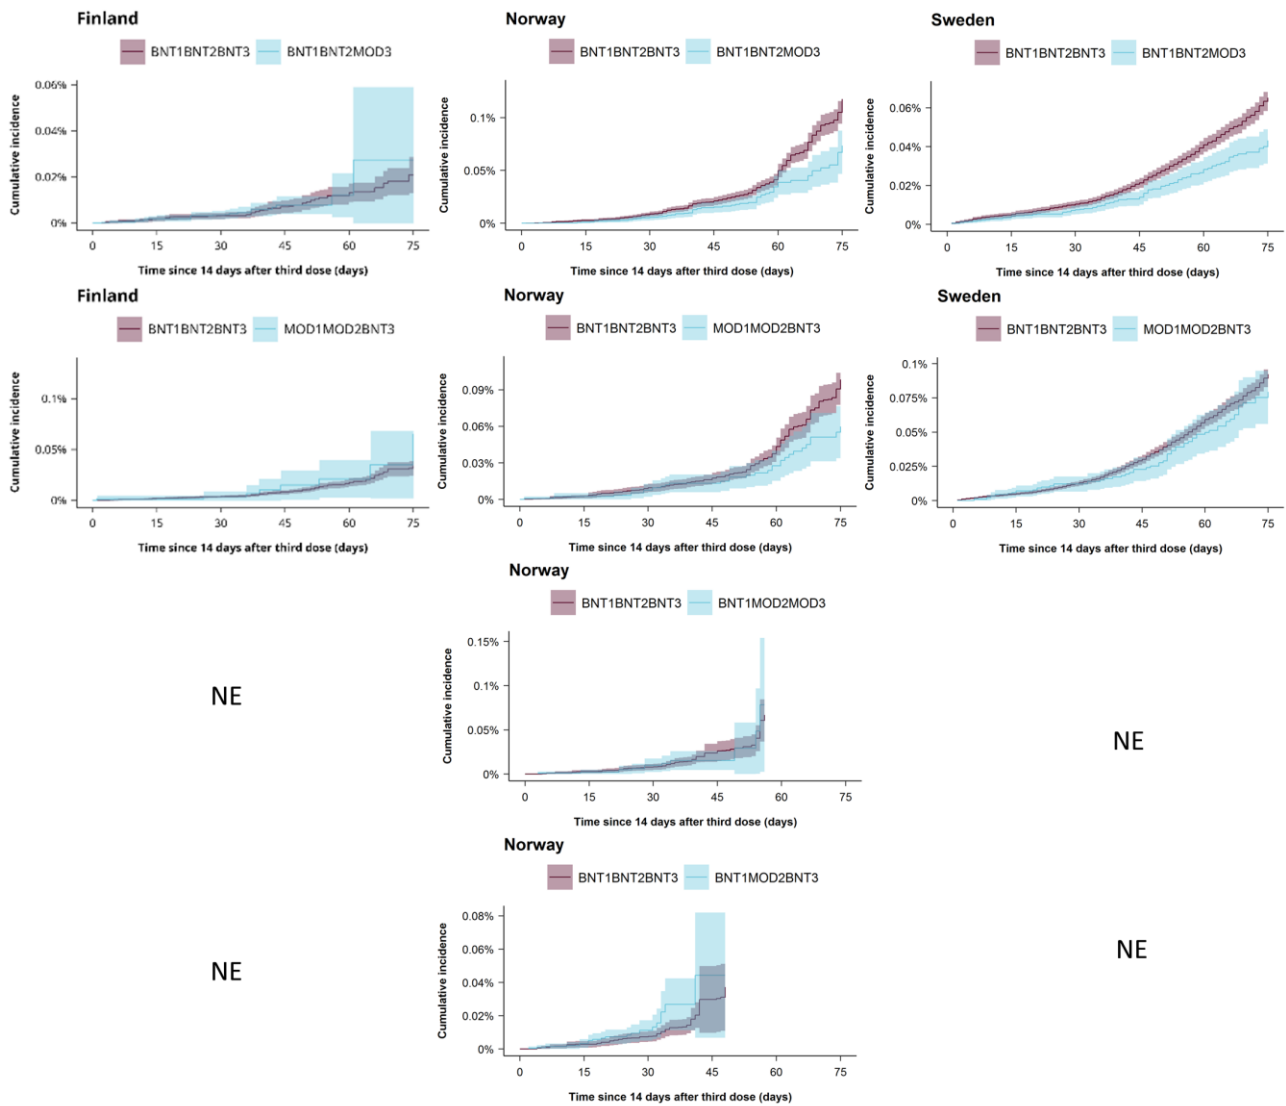 Finland
BNT1BNT2BNT3 BNT1BNT2MOD3
Cumulative incidence
0.06%
0.04%
0.02%
0%
0 15 30 45 60 75
Time since 14 days after third dose (days)
Norway
BNT1BNT2BNT3 BNT1BNT2MOD3
Cumulative incidence
0.1%
0.05%
0%
0 15 30 45 60 75
Time since 14 days after third dose (days)
Sweden
BNT1BNT2BNT3 BNT1BNT2MOD3
Cumulative incidence
0.06%
0.04%
0.02%
0%
0 15 30 45 60 75
Time since 14 days after third dose (days)
Finland
BNT1BNT2BNT3 MOD1MOD2BNT3
Cumulative incidence
0.1%
0.05%
0%
0 15 30 45 60 75
Time since 14 days after third dose (days)
Norway
BNT1BNT2BNT3 MOD1MOD2BNT3
Cumulative incidence
0.09%
0.06%
0.03%
0%
0 15 30 45 60 75
Time since 14 days after third dose (days)
Sweden
BNT1BNT2BNT3 MOD1MOD2BNT3
Cumulative incidence
0.1%
0.075%
0.05%
0.025%
0%
0 15 30 45 60 75
Time since 14 days after third dose (days)
NE
Norway
BNT1BNT2BNT3 BNT1MOD2MOD3
Cumulative incidence
0.15%
0.1%
0.05%
0%
0 15 30 45 60 75
Time since 14 days after third dose (days)
NE
NE
Norway
BNT1BNT2BNT3 BNT1MOD2BNT3
Cumulative incidence
0.08%
0.06%
0.04%
0.02%
0%
0 15 30 45 60 75
Time since 14 days after third dose (days)
NE